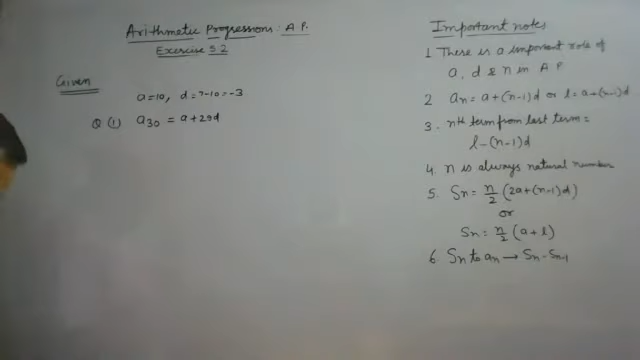 Arithmetic Progressions: A.P.
Exercise 5.2
Given
a=10, d=7-10=-3
Q (1) a30 = a+29d
Important notes
1 There is a important role of
a, d & n in A P
2 an = a+(n-1)d or l=a+(n-1)d
3. nth term from last term =
l-(n-1)d
4. n is always natural number
5. Sn = n/2 (2a+(n-1)d)
or
Sn = n/2 (a+l)
6. Sn to an → Sn-Sn-1